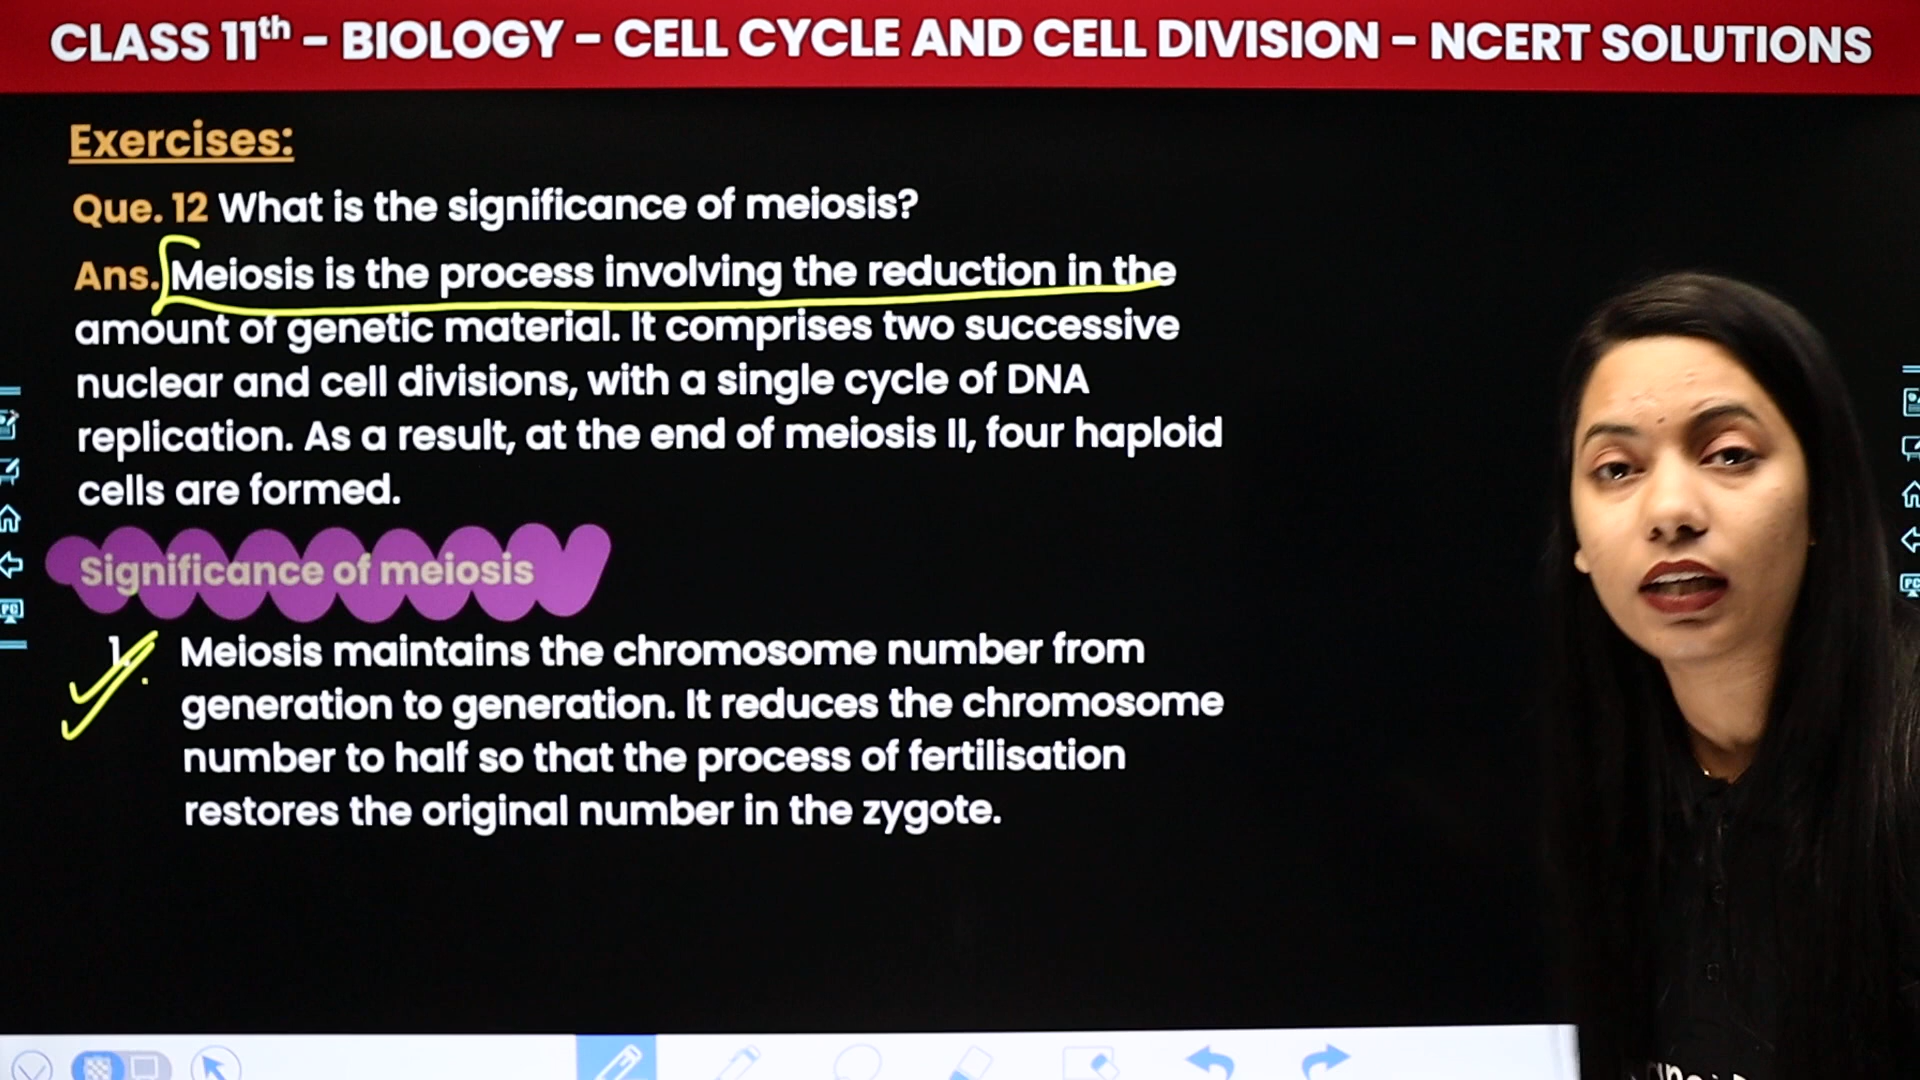 CLASS 11th - BIOLOGY - CELL CYCLE AND CELL DIVISION - NCERT SOLUTIONS
Exercises:
Que. 12 What is the significance of meiosis?
Ans. Meiosis is the process involving the reduction in the
amount of genetic material. It comprises two successive
nuclear and cell divisions, with a single cycle of DNA
replication. As a result, at the end of meiosis II, four haploid
cells are formed.
Significance of meiosis
1. Meiosis maintains the chromosome number from
generation to generation. It reduces the chromosome
number to half so that the process of fertilisation
restores the original number in the zygote.
PC
PC